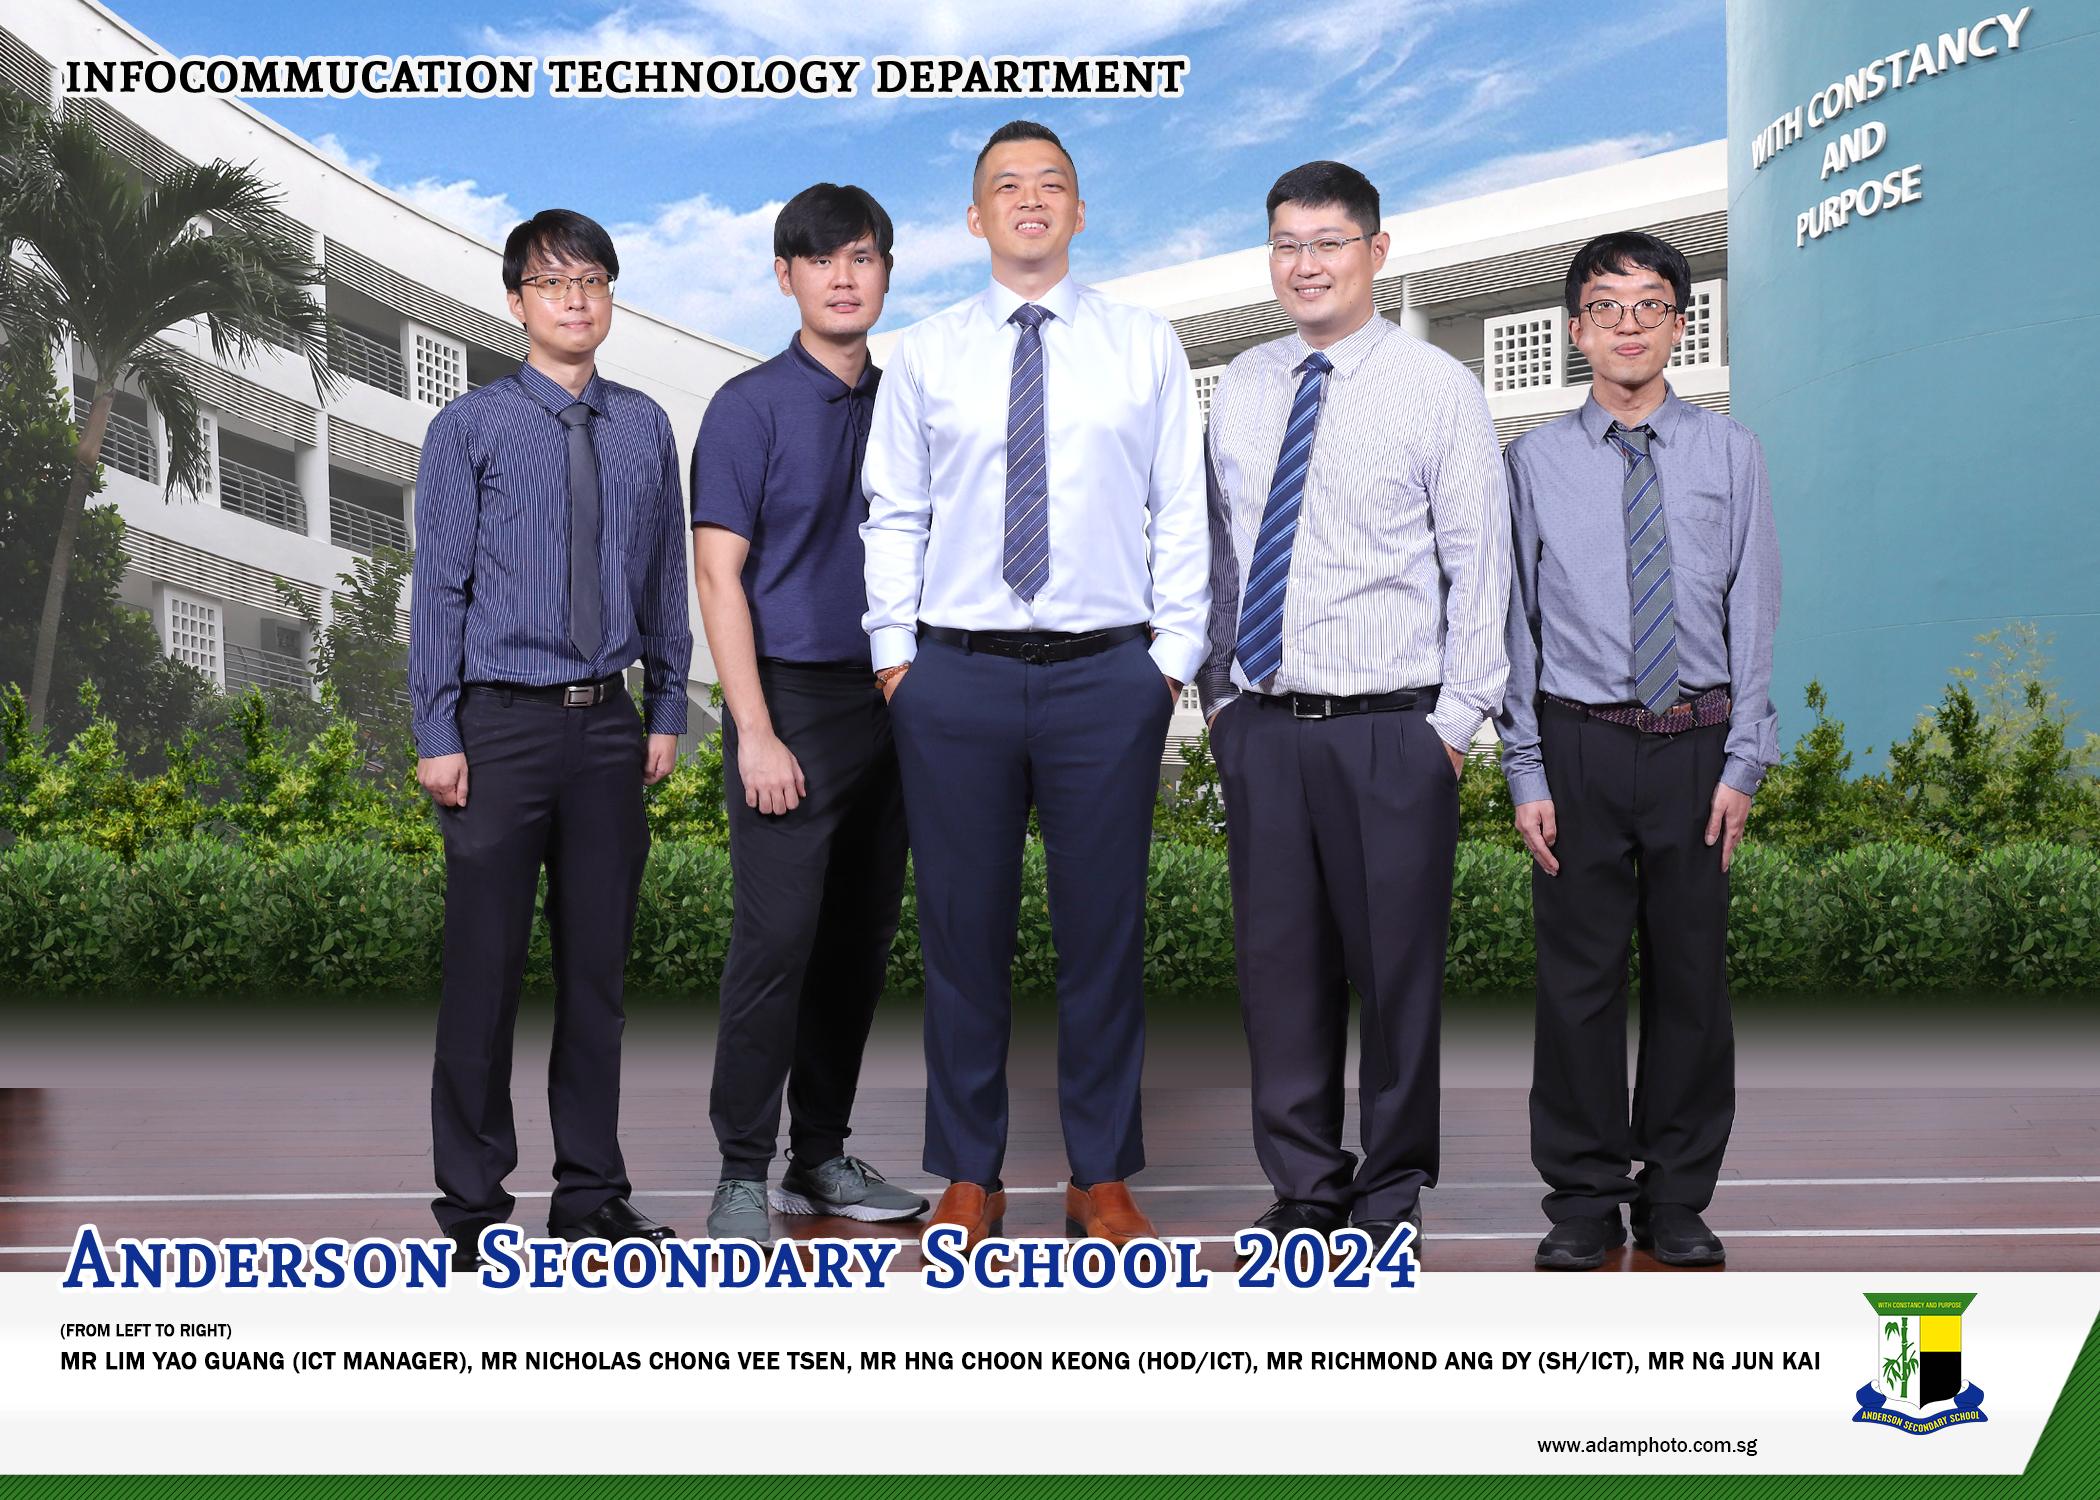 INFOCOMMUCATION TECHNOLOGY DEPARTMENT
WITH CONSTANCY
AND
PURPOSE
ANDERSON SECONDARY SCHOOL 2024
(FROM LEFT TO RIGHT)
MR LIM YAO GUANG (ICT MANAGER), MR NICHOLAS CHONG VEE TSEN, MR HNG CHOON KEONG (HOD/ICT), MR RICHMOND ANG DY (SH/ICT), MR NG JUN KAI
WITH CONSTANCY AND PURPOSE
ANDERSON SECONDARY SCHOOL
www.adamphoto.com.sg